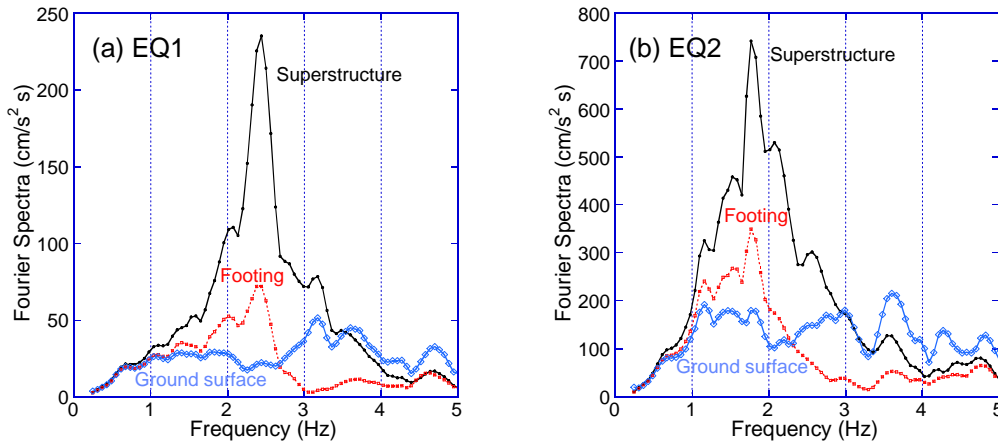 (a) EQ1
Superstructure
Footing
Ground surface
Fourier Spectra (cm/s² s)
250
200
150
100
50
0
0 1 2 3 4 5
Frequency (Hz)
(b) EQ2
Superstructure
Footing
Ground surface
Fourier Spectra (cm/s² s)
800
700
600
500
400
300
200
100
0
0 1 2 3 4 5
Frequency (Hz)